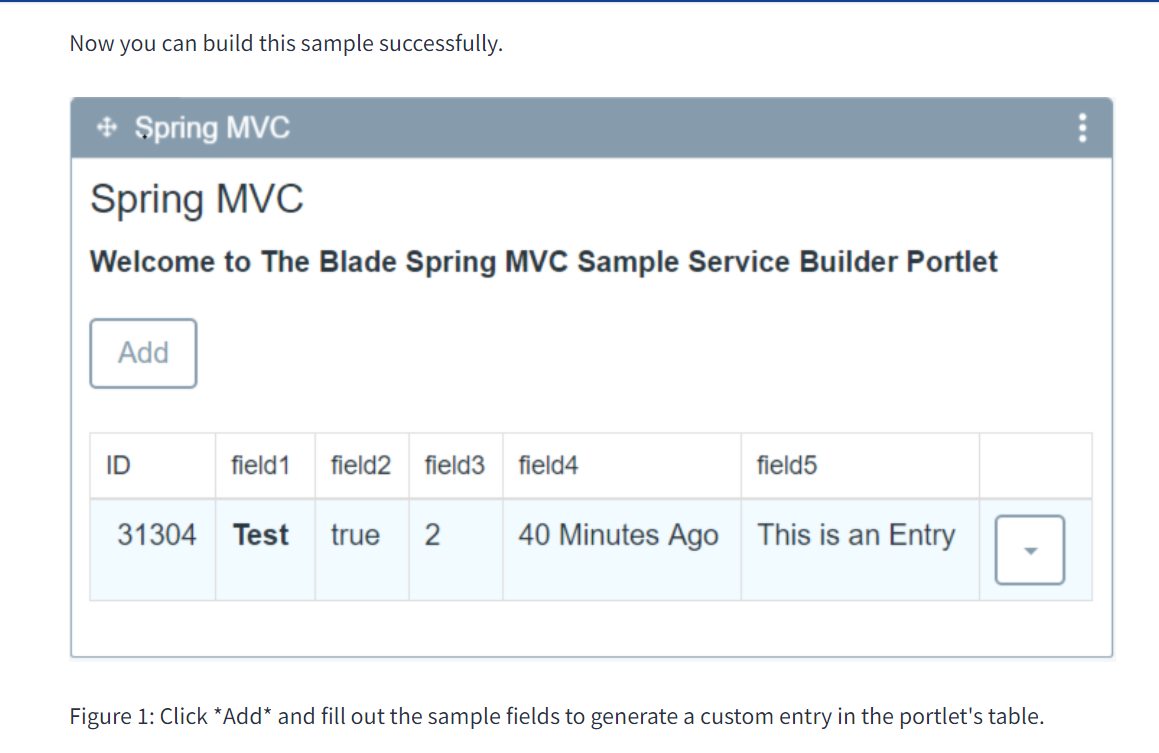 Now you can build this sample successfully.
Spring MVC
Spring MVC
Welcome to The Blade Spring MVC Sample Service Builder Portlet
Add
ID field1 field2 field3 field4 field5
31304 Test true 2 40 Minutes Ago This is an Entry
Figure 1: Click *Add* and fill out the sample fields to generate a custom entry in the portlet's table.